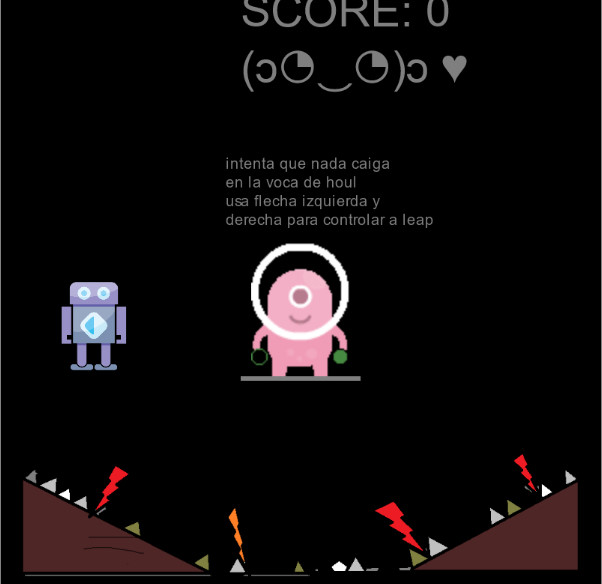 SCORE: 0
(ɔ◔‿◔)ɔ ♥
intenta que nada caiga
en la voca de houl
usa flecha izquierda y
derecha para controlar a leap